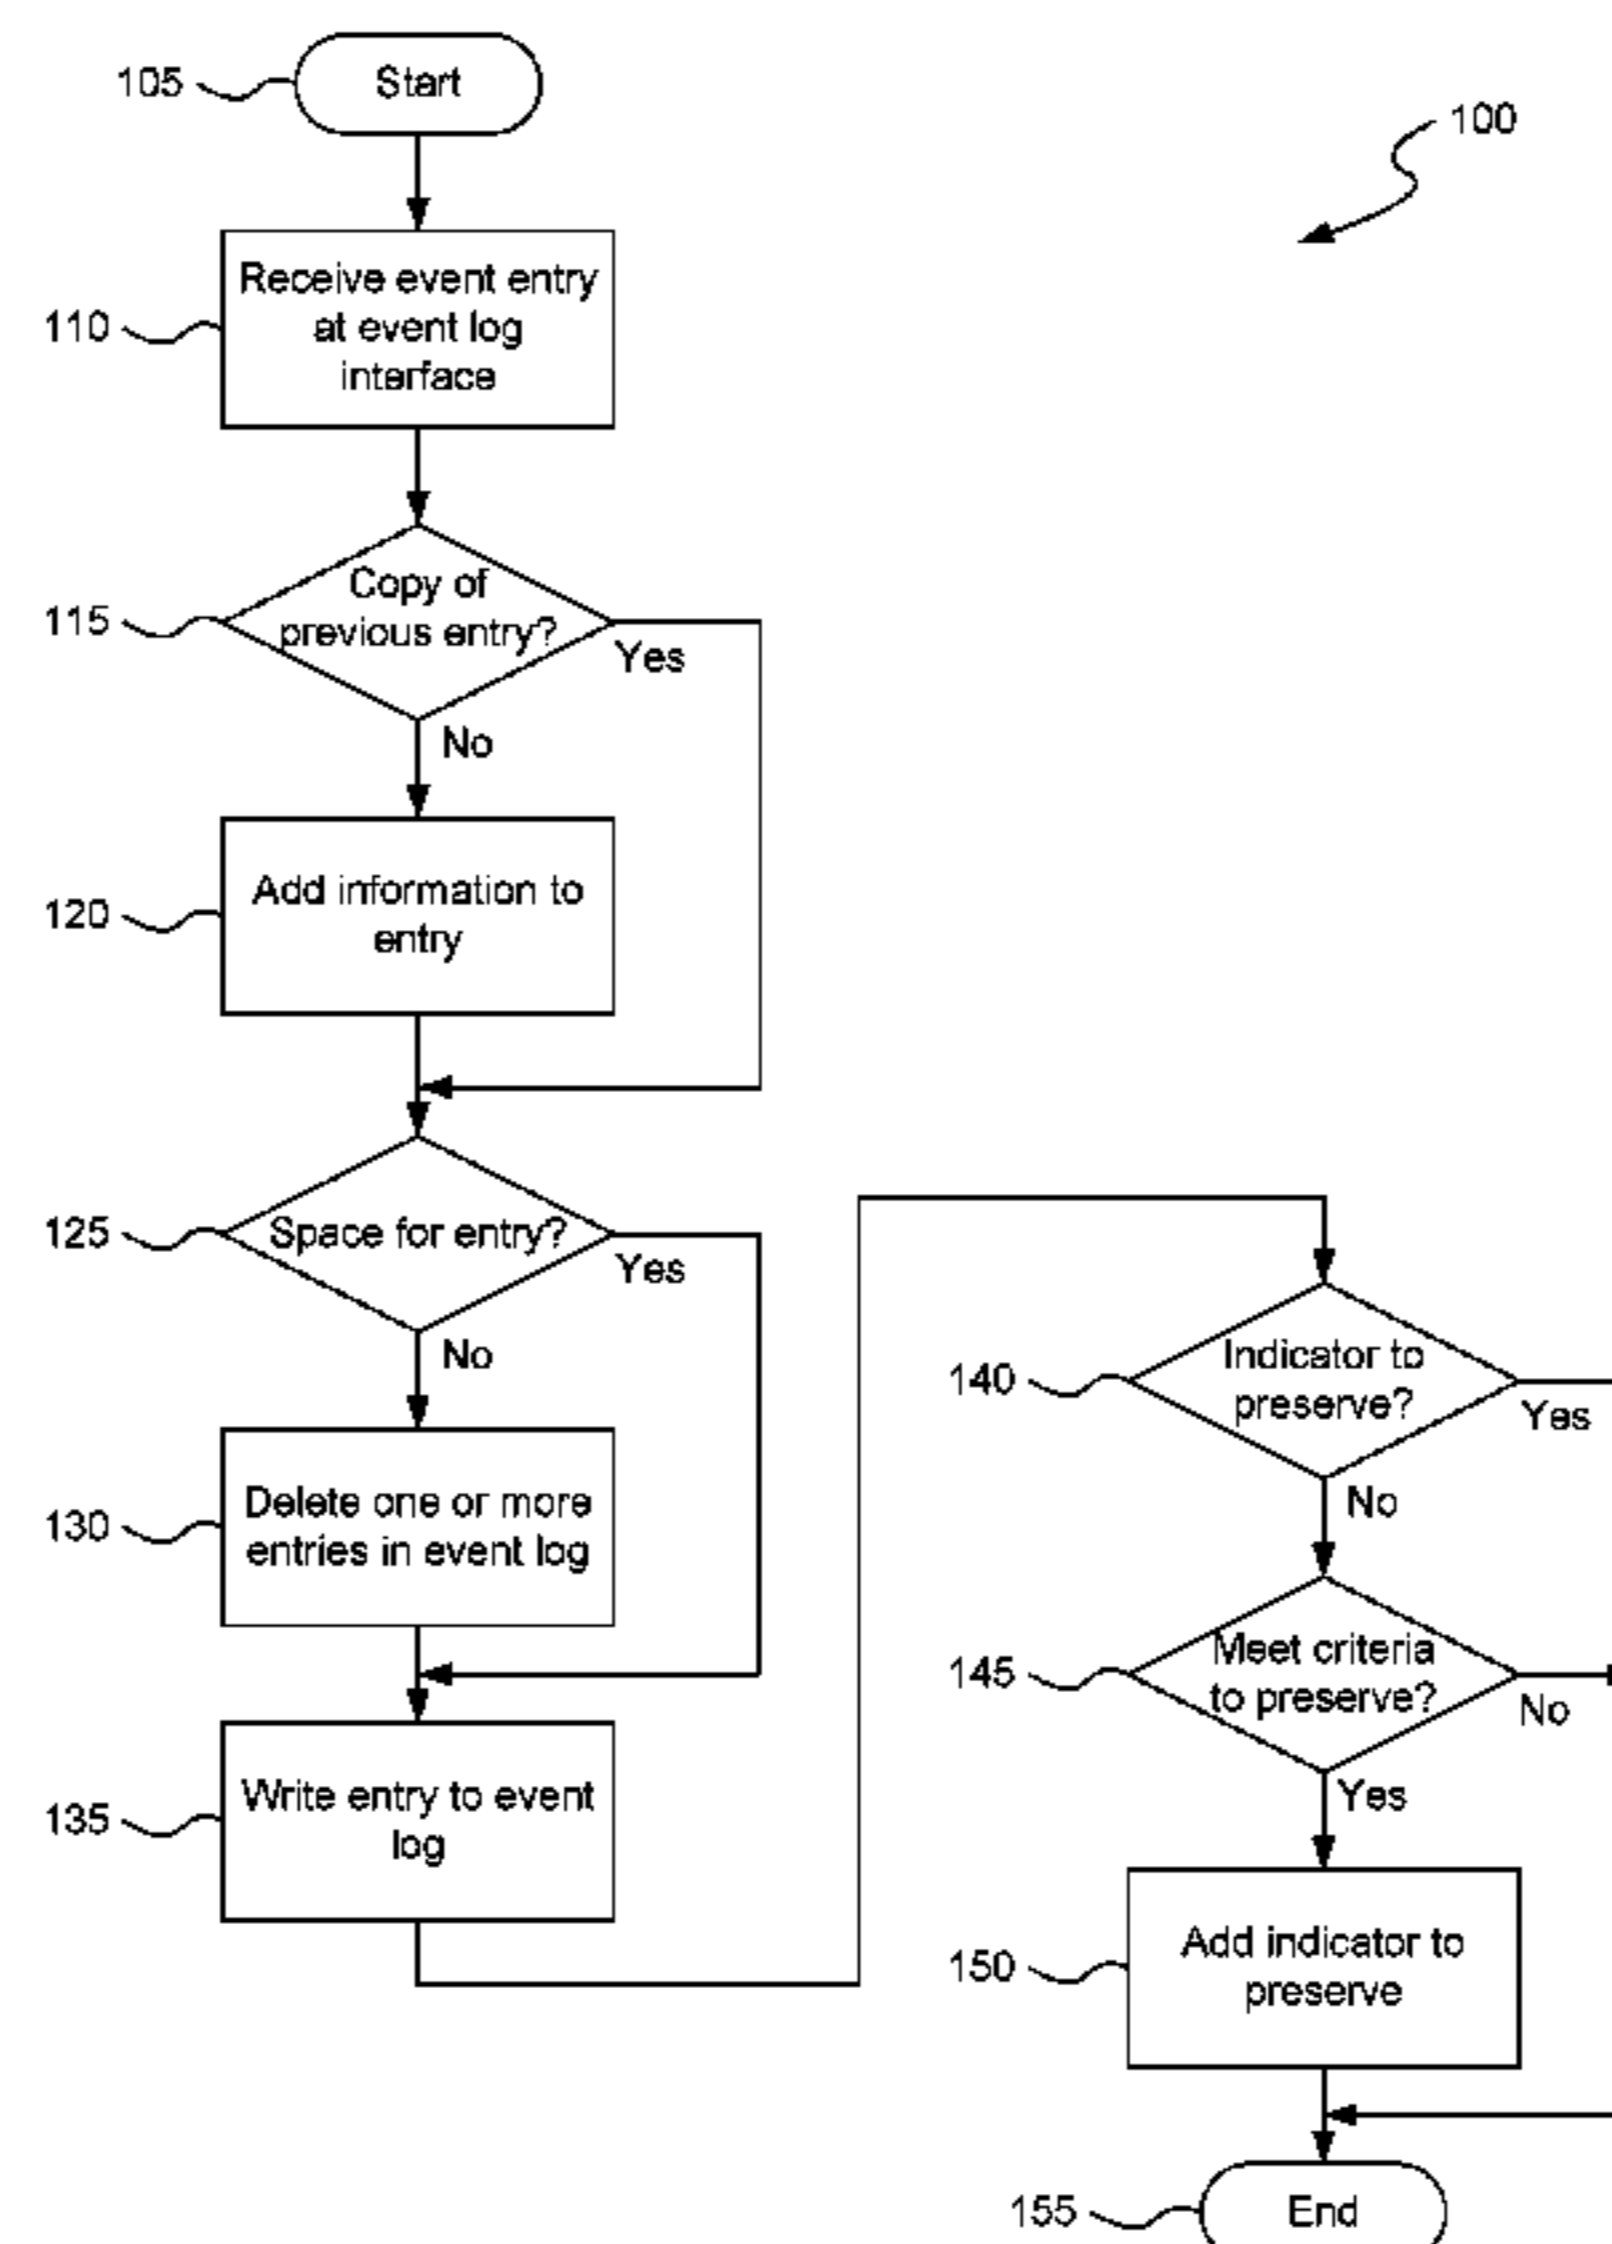 105
Start
100
110
Receive event entry
at event log
interface
115
Copy of
previous entry?
Yes
No
120
Add information to
entry
125
Space for entry?
Yes
No
130
Delete one or more
entries in event log
135
Write entry to event
log
140
Indicator to
preserve?
Yes
No
145
Meet criteria
to preserve?
No
Yes
150
Add indicator to
preserve
155
End